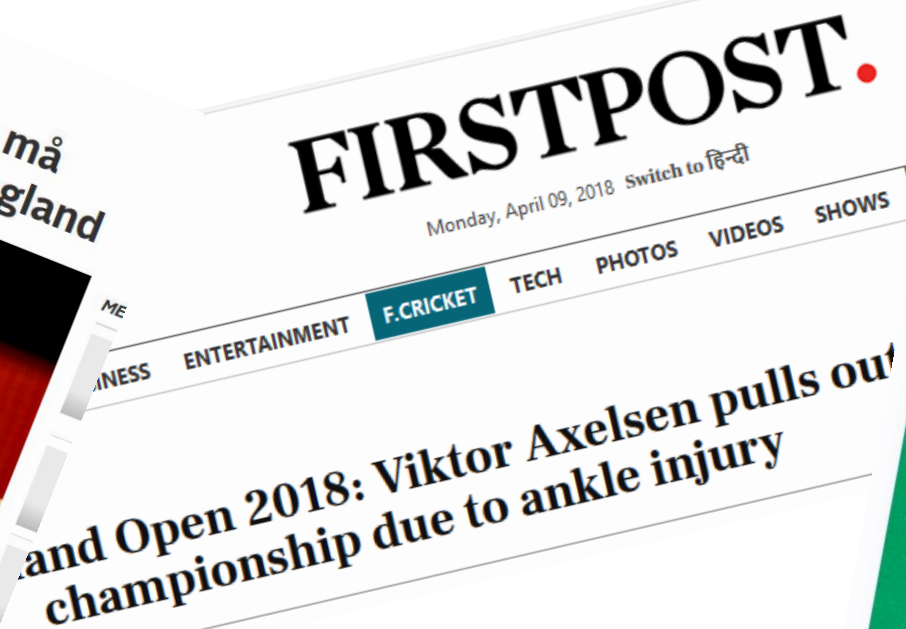 må
gland
ME
FIRSTPOST.
Monday, April 09, 2018 Switch to हिन्दी
INESS ENTERTAINMENT F.CRICKET TECH PHOTOS VIDEOS SHOWS
and Open 2018: Viktor Axelsen pulls out
championship due to ankle injury